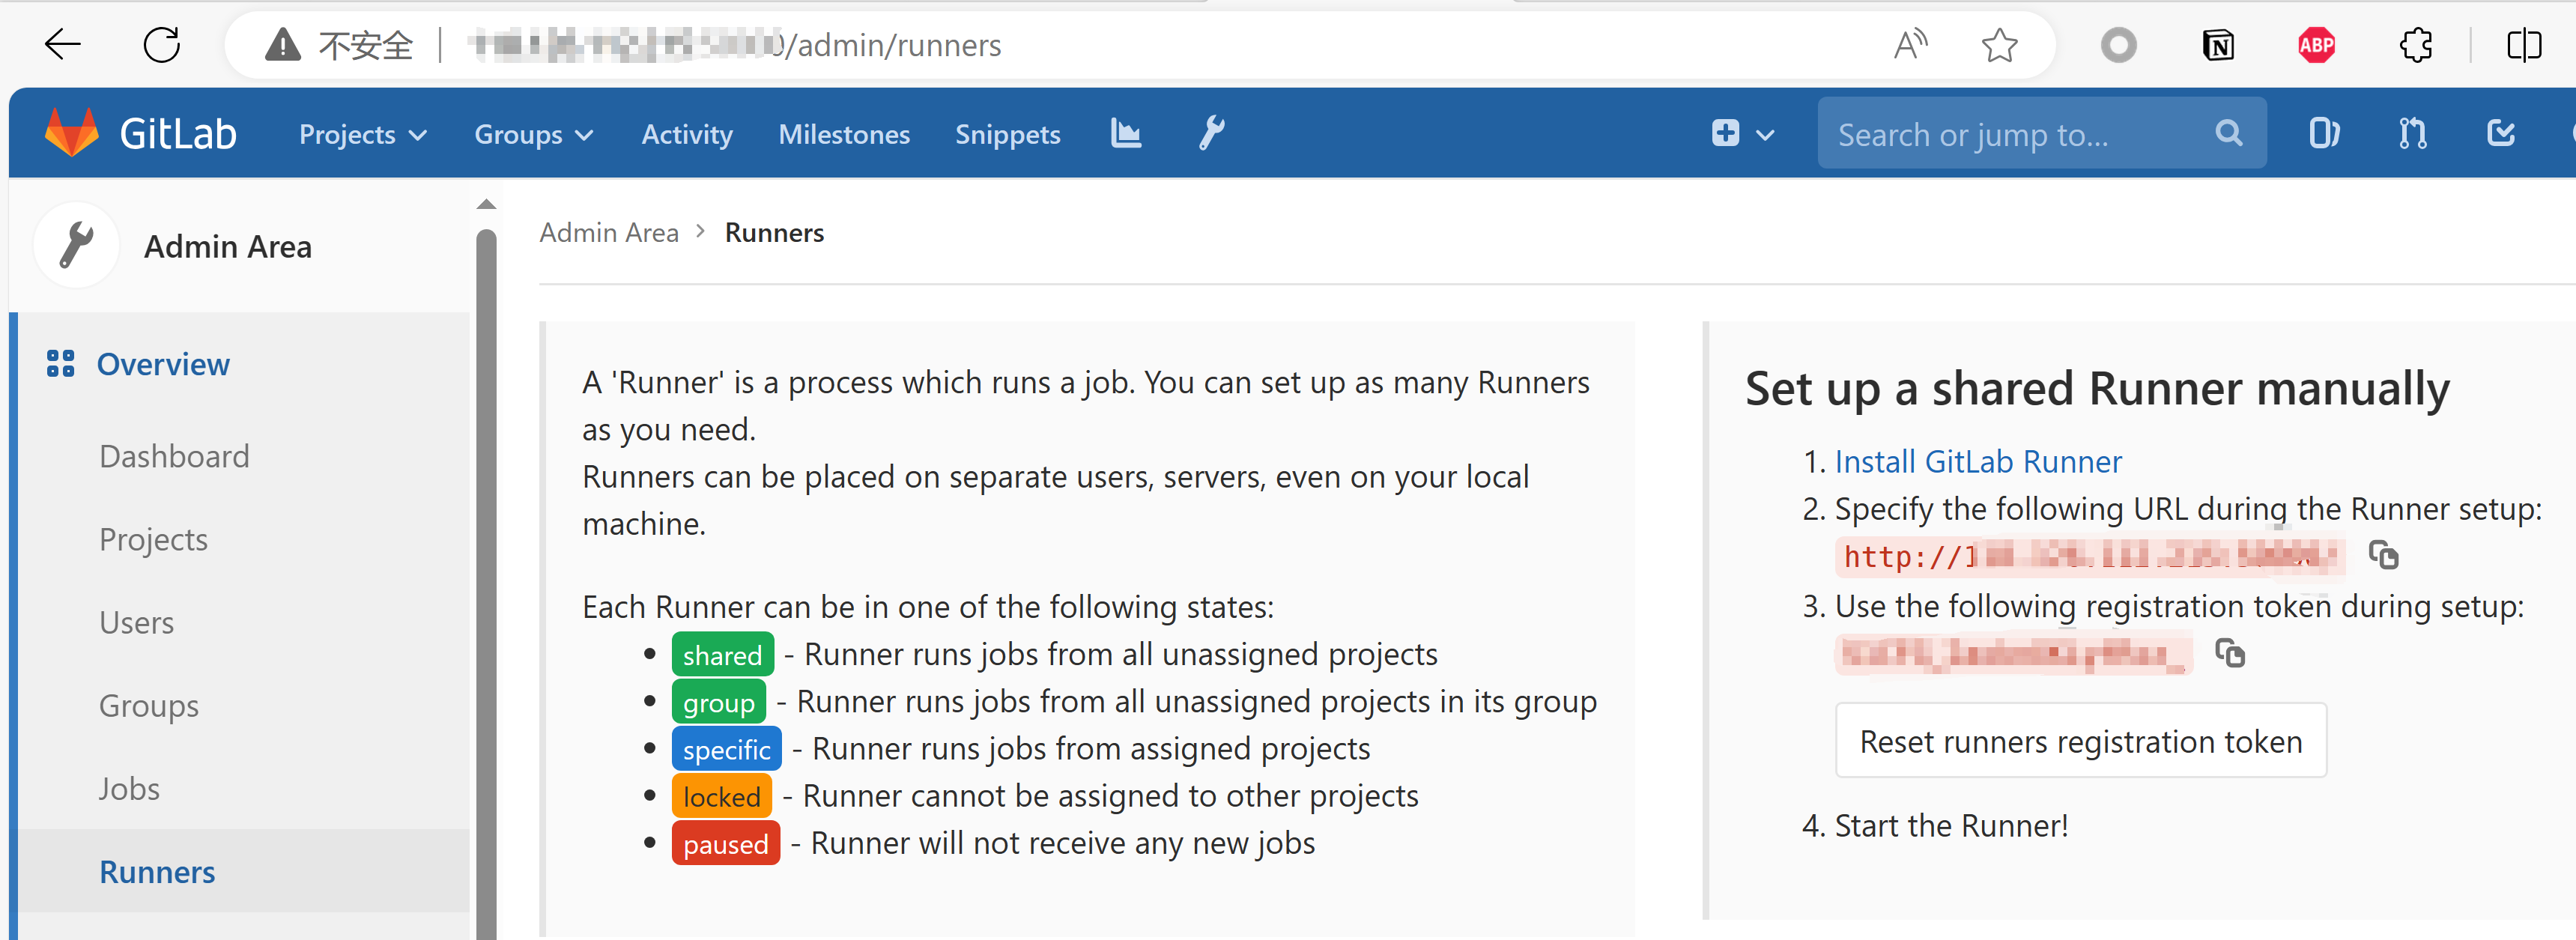 不安全
/admin/runners
ABP
GitLab
Projects
Groups
Activity
Milestones
Snippets
Search or jump to...
Admin Area
Overview
Dashboard
Projects
Users
Groups
Jobs
Runners
Admin Area > Runners
A 'Runner' is a process which runs a job. You can set up as many Runners
as you need.
Runners can be placed on separate users, servers, even on your local
machine.
Each Runner can be in one of the following states:
• shared - Runner runs jobs from all unassigned projects
• group - Runner runs jobs from all unassigned projects in its group
• specific - Runner runs jobs from assigned projects
• locked - Runner cannot be assigned to other projects
• paused - Runner will not receive any new jobs
Set up a shared Runner manually
1. Install GitLab Runner
2. Specify the following URL during the Runner setup:
http://1
3. Use the following registration token during setup:
Reset runners registration token
4. Start the Runner!